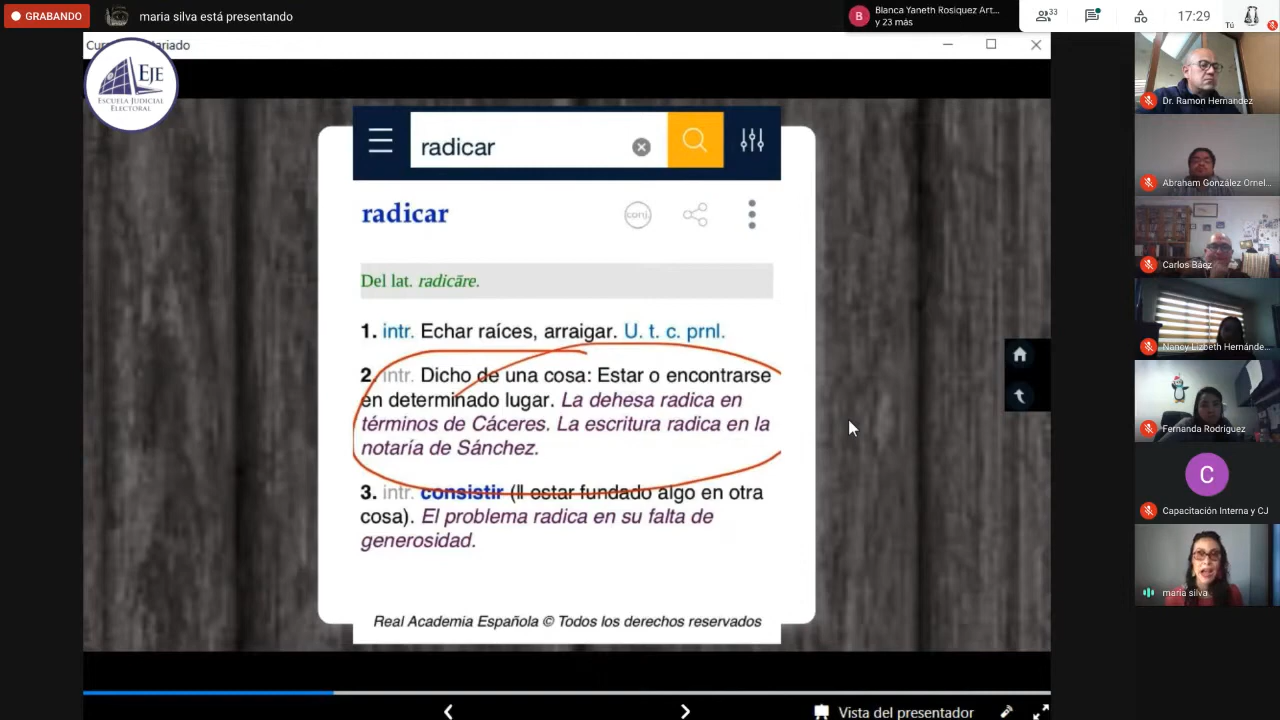 GRABANDO
maria silva está presentando
B
Blanca Yaneth Rosiquez Art...
y 23 más
33
17:29
Tú
EJE
ESCUELA JUDICIAL
ELECTORAL
radicar
radicar
conj.
Del lat. radicāre.
1. intr. Echar raíces, arraigar. U. t. c. prnl.
2. intr. Dicho de una cosa: Estar o encontrarse
en determinado lugar. La dehesa radica en
términos de Cáceres. La escritura radica en la
notaría de Sánchez.
3. intr. consistir (ǁ estar fundado algo en otra
cosa). El problema radica en su falta de
generosidad.
Real Academia Española © Todos los derechos reservados
Vista del presentador
Dr. Ramon Hernandez
Abraham González Ornel...
Carlos Báez
Nancy Lizbeth Hernánde...
Fernanda Rodriguez
C
Capacitación Interna y CJ
maria silva